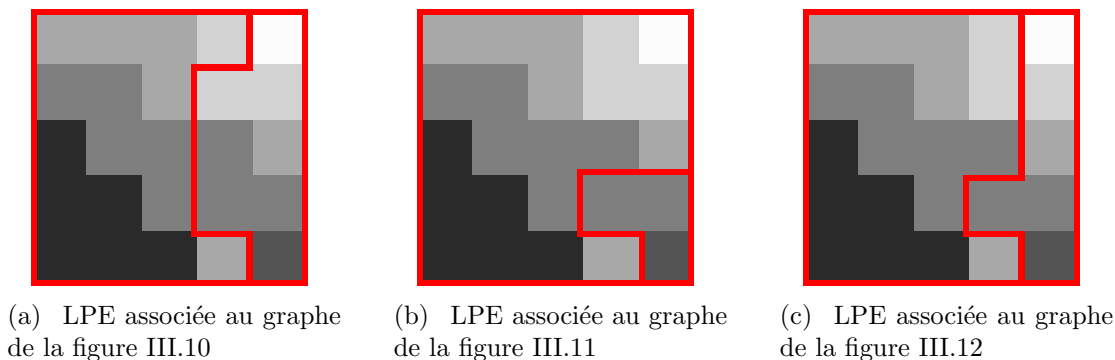 (a) LPE associée au graphe
de la figure III.10
(b) LPE associée au graphe
de la figure III.11
(c) LPE associée au graphe
de la figure III.12